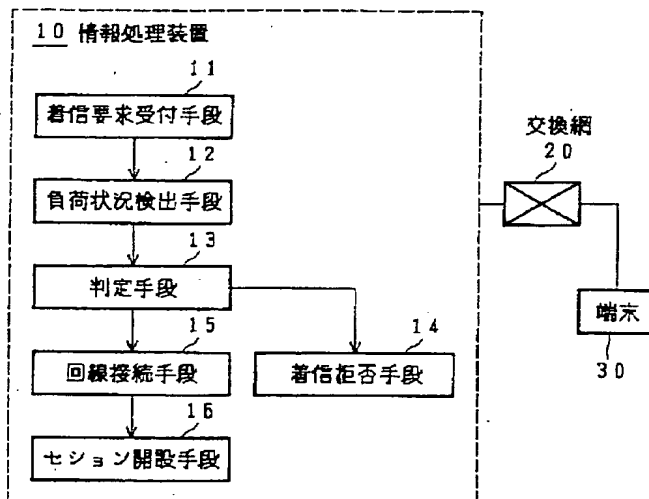 10 情報処理装置
11
着信要求受付手段
12
負荷状況検出手段
13
判定手段
15
回線接続手段
14
着信拒否手段
16
セション開設手段
交換網
20
端末
30